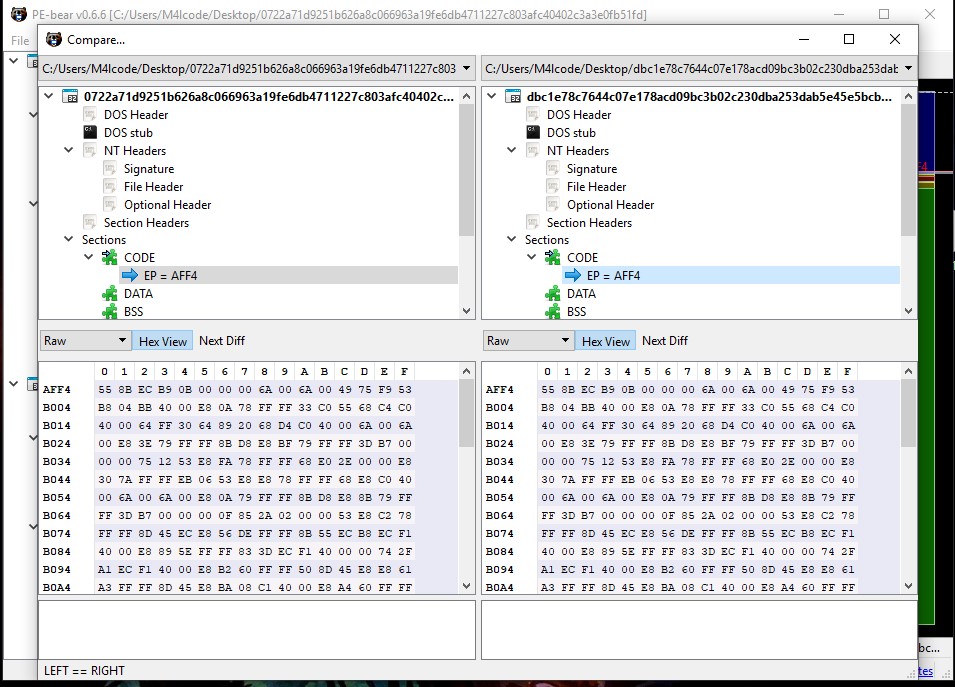 PE-bear v0.6.6 [C:/Users/M4lcode/Desktop/0722a71d9251b626a8c066963a19fe6db4711227c803afc40402c3a3e0fb51fd]
File
Compare...
C:/Users/M4lcode/Desktop/0722a71d9251b626a8c066963a19fe6db4711227c803
C:/Users/M4lcode/Desktop/dbc1e78c7644c07e178acd09bc3b02c230dba253dat
0722a71d9251b626a8c066963a19fe6db4711227c803afc40402c...
dbc1e78c7644c07e178acd09bc3b02c230dba253dab5e45e5bcb...
DOS Header
DOS Header
DOS stub
DOS stub
NT Headers
NT Headers
Signature
Signature
File Header
File Header
Optional Header
Optional Header
Section Headers
Section Headers
Sections
Sections
CODE
CODE
EP = AFF4
EP = AFF4
DATA
DATA
BSS
BSS
Raw Hex View Next Diff
Raw Hex View Next Diff
0 1 2 3 4 5 6 7 8 9 A B C D E F
AFF4 55 8B EC B9 0B 00 00 00 6A 00 6A 00 49 75 F9 53
B004 B8 04 BB 40 00 E8 0A 78 FF FF 33 C0 55 68 C4 C0
B014 40 00 64 FF 30 64 89 20 68 D4 C0 40 00 6A 00 6A
B024 00 E8 3E 79 FF FF 8B D8 E8 BF 79 FF FF 3D B7 00
B034 00 00 75 12 53 E8 FA 78 FF FF 68 E0 2E 00 00 E8
B044 30 7A FF FF EB 06 53 E8 E8 78 FF FF 68 E8 C0 40
B054 00 6A 00 6A 00 E8 0A 79 FF FF 8B D8 E8 8B 79 FF
B064 FF 3D B7 00 00 00 0F 85 2A 02 00 00 53 E8 C2 78
B074 FF FF 8D 45 EC E8 56 DE FF FF 8B 55 EC B8 EC F1
B084 40 00 E8 89 5E FF FF 83 3D EC F1 40 00 00 74 2F
B094 A1 EC F1 40 00 E8 B2 60 FF FF 50 8D 45 E8 E8 61
B0A4 A3 FF FF 8D 45 E8 BA 08 C1 40 00 E8 A4 60 FF FF
0 1 2 3 4 5 6 7 8 9 A B C D E F
AFF4 55 8B EC B9 0B 00 00 00 6A 00 6A 00 49 75 F9 53
B004 B8 04 BB 40 00 E8 0A 78 FF FF 33 C0 55 68 C4 C0
B014 40 00 64 FF 30 64 89 20 68 D4 C0 40 00 6A 00 6A
B024 00 E8 3E 79 FF FF 8B D8 E8 BF 79 FF FF 3D B7 00
B034 00 00 75 12 53 E8 FA 78 FF FF 68 E0 2E 00 00 E8
B044 30 7A FF FF EB 06 53 E8 E8 78 FF FF 68 E8 C0 40
B054 00 6A 00 6A 00 E8 0A 79 FF FF 8B D8 E8 8B 79 FF
B064 FF 3D B7 00 00 00 0F 85 2A 02 00 00 53 E8 C2 78
B074 FF FF 8D 45 EC E8 56 DE FF FF 8B 55 EC B8 EC F1
B084 40 00 E8 89 5E FF FF 83 3D EC F1 40 00 00 74 2F
B094 A1 EC F1 40 00 E8 B2 60 FF FF 50 8D 45 E8 E8 61
B0A4 A3 FF FF 8D 45 E8 BA 08 C1 40 00 E8 A4 60 FF FF
bc...
LEFT == RIGHT
tes